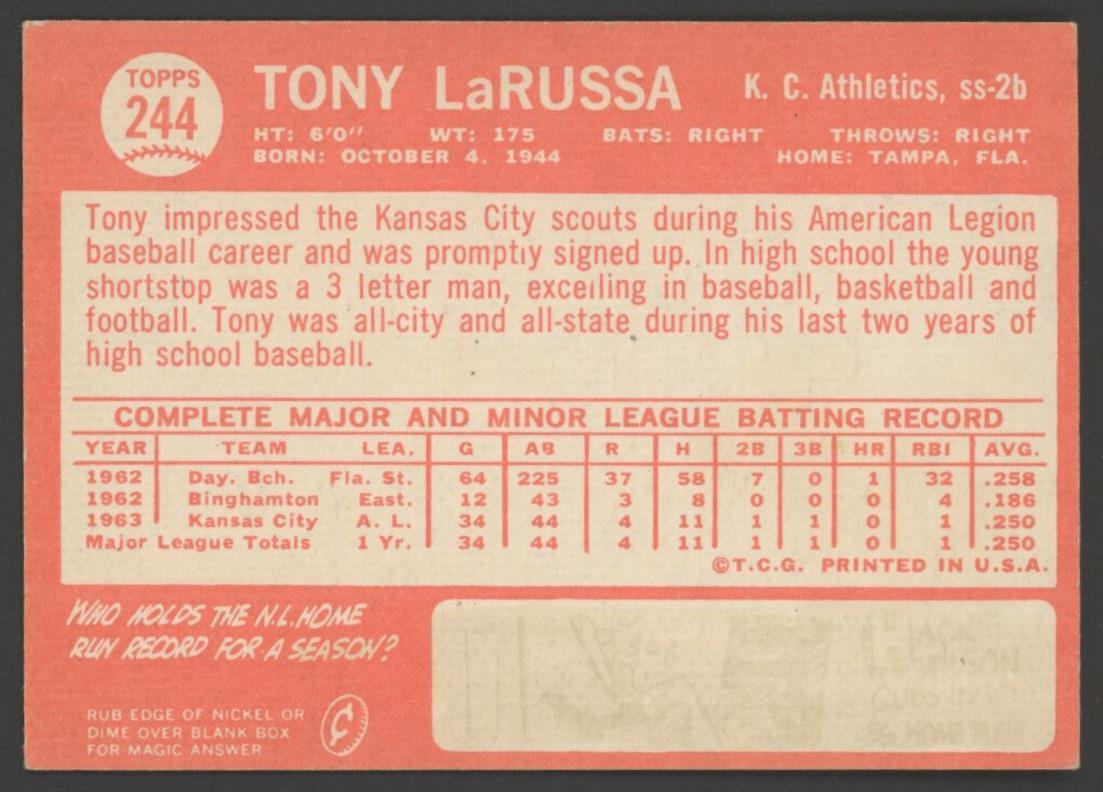 TOPPS
244
TONY LaRUSSA
K. C. Athletics, ss-2b
HT: 6'0" WT: 175 BATS: RIGHT THROWS: RIGHT
BORN: OCTOBER 4, 1944 HOME: TAMPA, FLA.
Tony impressed the Kansas City scouts during his American Legion
baseball career and was promptly signed up. In high school the young
shortstop was a 3 letter man, excelling in baseball, basketball and
football. Tony was all-city and all-state during his last two years of
high school baseball.
COMPLETE MAJOR AND MINOR LEAGUE BATTING RECORD
YEAR TEAM LEA. G AB R H 2B 3B HR RBI AVG.
1962 Day. Bch. Fla. St. 64 225 37 58 7 0 1 32 .258
1962 Binghamton East. 12 43 3 8 0 0 0 4 .186
1963 Kansas City A. L. 34 44 4 11 1 1 0 1 .250
Major League Totals 1 Yr. 34 44 4 11 1 1 0 1 .250
©T.C.G. PRINTED IN U.S.A.
WHO HOLDS THE N.L. HOME
RUN RECORD FOR A SEASON?
RUB EDGE OF NICKEL OR
DIME OVER BLANK BOX
FOR MAGIC ANSWER
¢